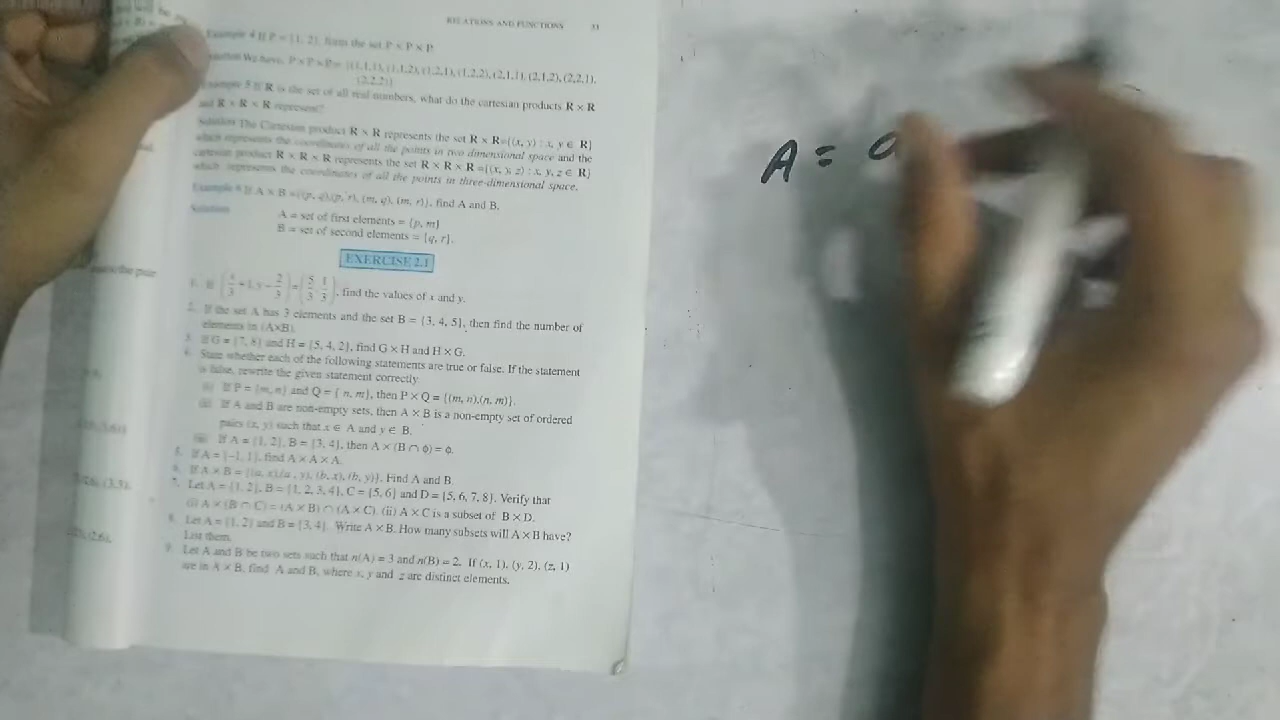 RELATIONS AND FUNCTIONS 33
Example 4 If P = {1, 2}, form the set P × P × P.
We have, P × P × P = {(1,1,1), (1,1,2), (1,2,1), (1,2,2), (2,1,1), (2,1,2), (2,2,1),
(2,2,2)}
Example 5 If R is the set of all real numbers, what do the cartesian products R × R
and R × R × R represent?
Solution The Cartesian product R × R represents the set R × R={(x, y) : x, y ∈ R}
which represents the coordinates of all the points in two dimensional space and the
cartesian product R × R × R represents the set R × R × R ={(x, y, z) : x, y, z ∈ R}
which represents the coordinates of all the points in three-dimensional space.
Example 6 If A × B ={(p, q),(p, r), (m, q), (m, r)}, find A and B.
Solution
A = set of first elements = {p, m}
B = set of second elements = {q, r}.
EXERCISE 2.1
1. If (x/3 + 1, y – 2/3) = (5/3, 1/3), find the values of x and y.
2. If the set A has 3 elements and the set B = {3, 4, 5}, then find the number of
elements in (A×B).
3. If G = {7, 8} and H = {5, 4, 2}, find G × H and H × G.
4. State whether each of the following statements are true or false. If the statement
is false, rewrite the given statement correctly.
(i) If P = {m, n} and Q = { n, m}, then P × Q = {(m, n),(n, m)}.
(ii) If A and B are non-empty sets, then A × B is a non-empty set of ordered
pairs (x, y) such that x ∈ A and y ∈ B.
(iii) If A = {1, 2}, B = {3, 4}, then A × (B ∩ ϕ) = ϕ.
5. If A = {–1, 1}, find A × A × A.
6. If A × B = {(a, x),(a , y), (b, x), (b, y)}. Find A and B.
7. Let A = {1, 2}, B = {1, 2, 3, 4}, C = {5, 6} and D = {5, 6, 7, 8}. Verify that
(i) A × (B ∩ C) = (A × B) ∩ (A × C). (ii) A × C is a subset of B × D.
8. Let A = {1, 2} and B = {3, 4}. Write A × B. How many subsets will A × B have?
List them.
9. Let A and B be two sets such that n(A) = 3 and n(B) = 2. If (x, 1), (y, 2), (z, 1)
are in A × B, find A and B, where x, y and z are distinct elements.
A =